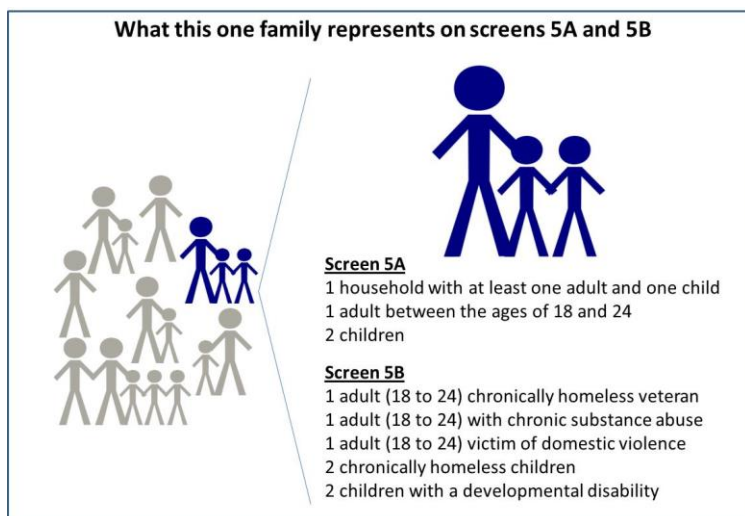 What this one family represents on screens 5A and 5B
Screen 5A
1 household with at least one adult and one child
1 adult between the ages of 18 and 24
2 children
Screen 5B
1 adult (18 to 24) chronically homeless veteran
1 adult (18 to 24) with chronic substance abuse
1 adult (18 to 24) victim of domestic violence
2 chronically homeless children
2 children with a developmental disability